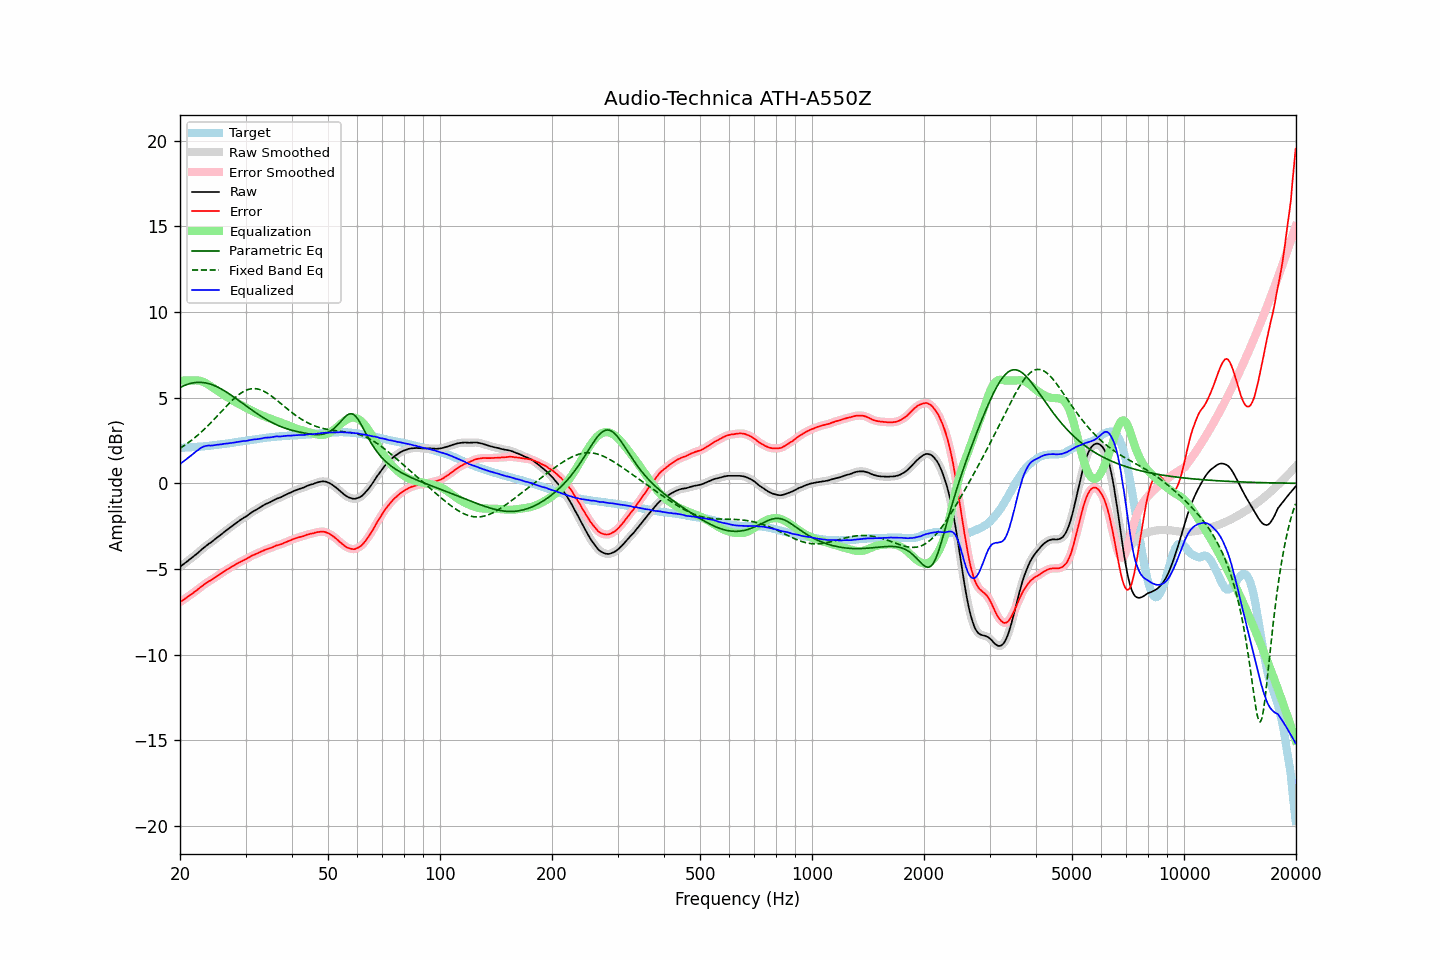 Audio-Technica ATH-A550Z
Target
Raw Smoothed
Error Smoothed
Raw
Error
Equalization
Parametric Eq
Fixed Band Eq
Equalized
20
15
10
5
0
−5
−10
−15
−20
Amplitude (dBr)
20 50 100 200 500 1000 2000 5000 10000 20000
Frequency (Hz)